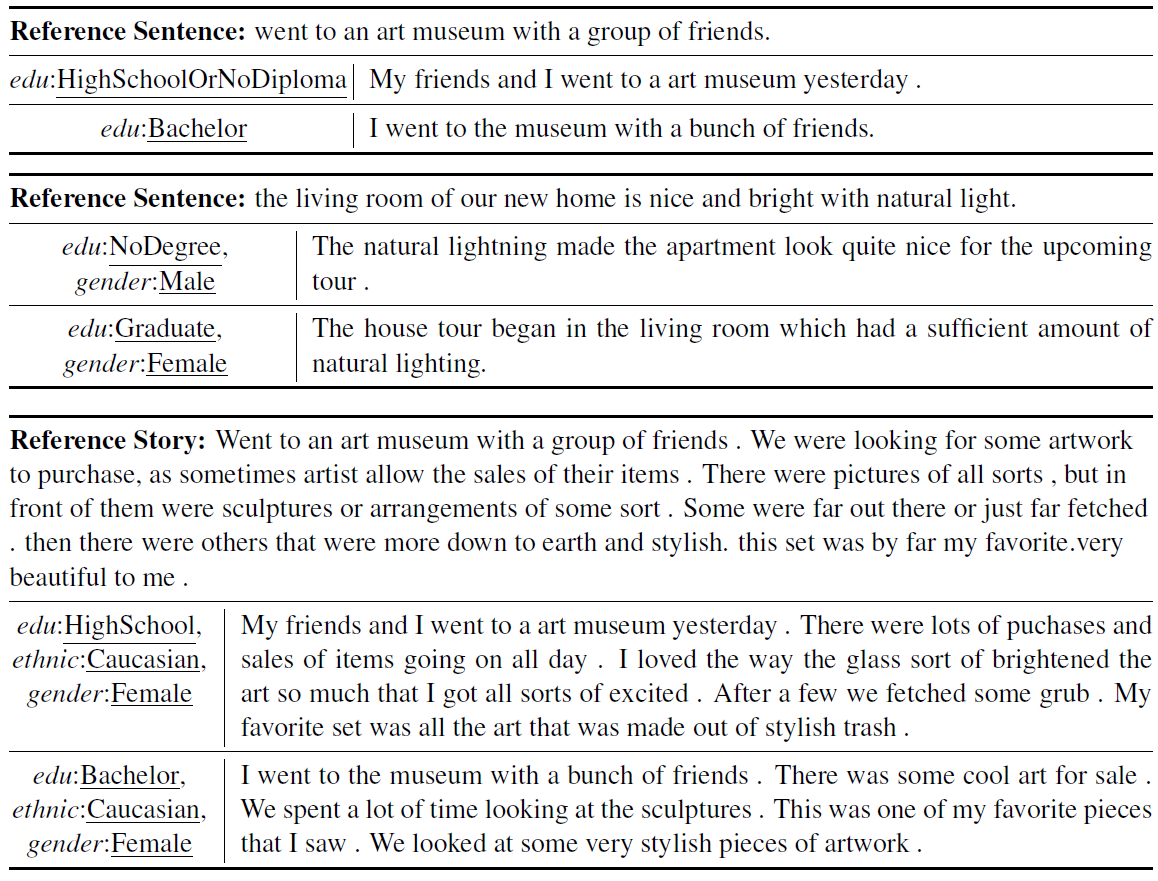 Reference Sentence: went to an art museum with a group of friends.
edu:HighSchoolOrNoDiploma My friends and I went to a art museum yesterday .
edu:Bachelor I went to the museum with a bunch of friends.
Reference Sentence: the living room of our new home is nice and bright with natural light.
edu:NoDegree,
gender:Male
The natural lightning made the apartment look quite nice for the upcoming
tour .
edu:Graduate,
gender:Female
The house tour began in the living room which had a sufficient amount of
natural lighting.
Reference Story: Went to an art museum with a group of friends . We were looking for some artwork
to purchase, as sometimes artist allow the sales of their items . There were pictures of all sorts , but in
front of them were sculptures or arrangements of some sort . Some were far out there or just far fetched
. then there were others that were more down to earth and stylish. this set was by far my favorite.very
beautiful to me .
edu:HighSchool,
ethnic:Caucasian,
gender:Female
My friends and I went to a art museum yesterday . There were lots of puchases and
sales of items going on all day . I loved the way the glass sort of brightened the
art so much that I got all sorts of excited . After a few we fetched some grub . My
favorite set was all the art that was made out of stylish trash .
edu:Bachelor,
ethnic:Caucasian,
gender:Female
I went to the museum with a bunch of friends . There was some cool art for sale .
We spent a lot of time looking at the sculptures . This was one of my favorite pieces
that I saw . We looked at some very stylish pieces of artwork .